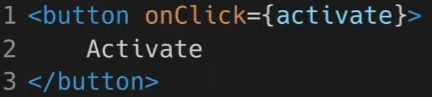 1 <button onClick={activate}>
2     Activate
3 </button>